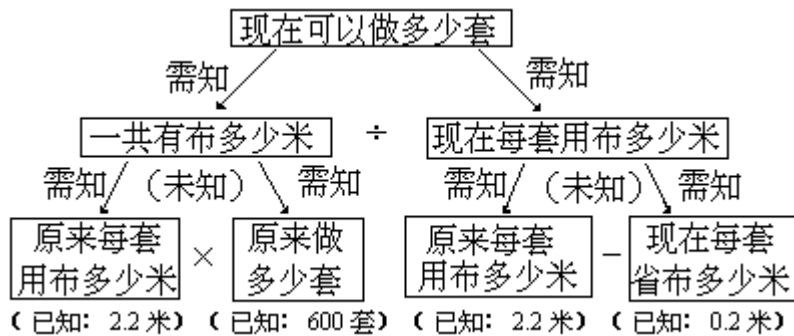 现在可以做多少套
需知 需知
一共有布多少米 ÷ 现在每套用布多少米
需知 (未知) 需知 需知 (未知) 需知
原来每套 原来做 原来每套 现在每套
用布多少米 × 多少套 用布多少米 − 省布多少米
(已知: 2.2 米) (已知: 600 套) (已知: 2.2 米) (已知: 0.2 米)